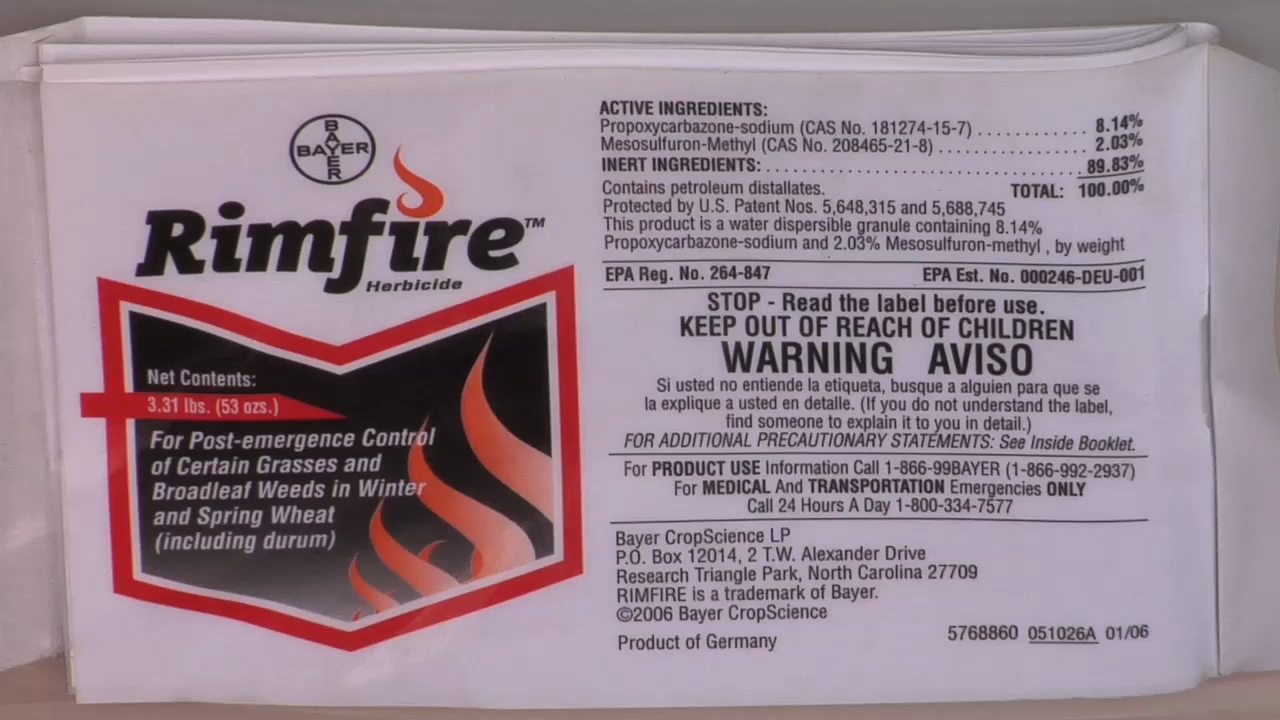 BAYER
BAYER
Rimfire™
Herbicide
Net Contents:
3.31 lbs. (53 ozs.)
For Post-emergence Control
of Certain Grasses and
Broadleaf Weeds in Winter
and Spring Wheat
(including durum)
ACTIVE INGREDIENTS:
Propoxycarbazone-sodium (CAS No. 181274-15-7) . . . . . . . . . . . 8.14%
Mesosulfuron-Methyl (CAS No. 208465-21-8) . . . . . . . . . . . . . . . 2.03%
INERT INGREDIENTS: . . . . . . . . . . . . . . . . . . . . . . . . . . . . . . . . 89.83%
Contains petroleum distallates. TOTAL: 100.00%
Protected by U.S. Patent Nos. 5,648,315 and 5,688,745
This product is a water dispersible granule containing 8.14%
Propoxycarbazone-sodium and 2.03% Mesosulfuron-methyl , by weight
EPA Reg. No. 264-847 EPA Est. No. 000246-DEU-001
STOP - Read the label before use.
KEEP OUT OF REACH OF CHILDREN
WARNING AVISO
Si usted no entiende la etiqueta, busque a alguien para que se
la explique a usted en detalle. (If you do not understand the label,
find someone to explain it to you in detail.)
FOR ADDITIONAL PRECAUTIONARY STATEMENTS: See Inside Booklet.
For PRODUCT USE Information Call 1-866-99BAYER (1-866-992-2937)
For MEDICAL And TRANSPORTATION Emergencies ONLY
Call 24 Hours A Day 1-800-334-7577
Bayer CropScience LP
P.O. Box 12014, 2 T.W. Alexander Drive
Research Triangle Park, North Carolina 27709
RIMFIRE is a trademark of Bayer.
©2006 Bayer CropScience
Product of Germany
5768860 051026A 01/06